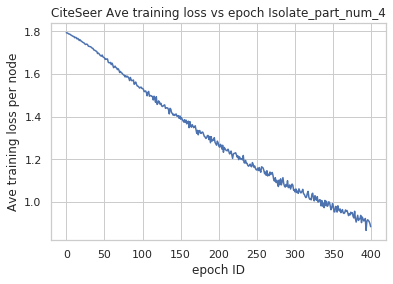 CiteSeer Ave training loss vs epoch Isolate_part_num_4
Ave training loss per node
1.8
1.6
1.4
1.2
1.0
0 50 100 150 200 250 300 350 400
epoch ID